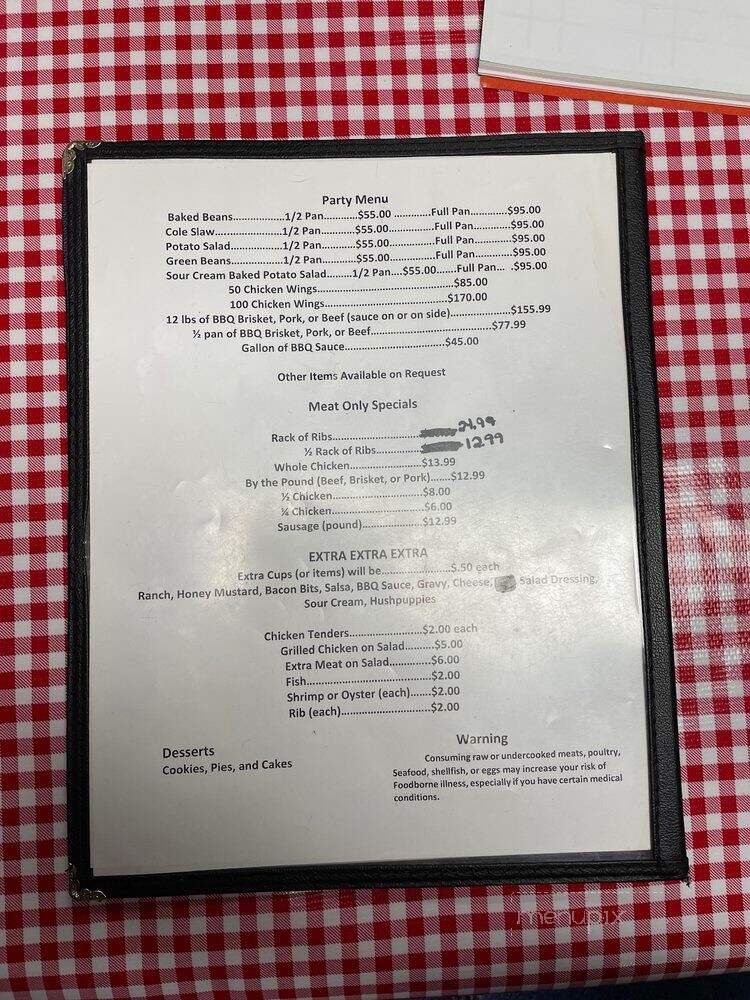 Party Menu
Baked Beans..................1/2 Pan............$55.00 .............Full Pan.............$95.00
Cole Slaw.......................1/2 Pan............$55.00................Full Pan.............$95.00
Potato Salad..................1/2 Pan............$55.00................Full Pan.............$95.00
Green Beans..................1/2 Pan............$55.00................Full Pan.............$95.00
Sour Cream Baked Potato Salad........1/2 Pan....$55.00.......Full Pan... .$95.00
50 Chicken Wings...............................................$85.00
100 Chicken Wings...........................................$170.00
12 lbs of BBQ Brisket, Pork, or Beef (sauce on or on side).....................$155.99
½ pan of BBQ Brisket, Pork, or Beef..........................................$77.99
Gallon of BBQ Sauce...................................$45.00
Other Items Available on Request
Meat Only Specials
Rack of Ribs.............................. 24.99
½ Rack of Ribs......................... 12.99
Whole Chicken.........................$13.99
By the Pound (Beef, Brisket, or Pork).......$12.99
½ Chicken...............................$8.00
¼ Chicken...............................$6.00
Sausage (pound).....................$12.99
EXTRA EXTRA EXTRA
Extra Cups (or items) will be........................$.50 each
Ranch, Honey Mustard, Bacon Bits, Salsa, BBQ Sauce, Gravy, Cheese, Salad Dressing,
Sour Cream, Hushpuppies
Chicken Tenders.........................$2.00 each
Grilled Chicken on Salad..........$5.00
Extra Meat on Salad..............$6.00
Fish..........................................$2.00
Shrimp or Oyster (each).......$2.00
Rib (each)...............................$2.00
Desserts
Cookies, Pies, and Cakes
Warning
Consuming raw or undercooked meats, poultry,
Seafood, shellfish, or eggs may increase your risk of
Foodborne illness, especially if you have certain medical
conditions.
menupix